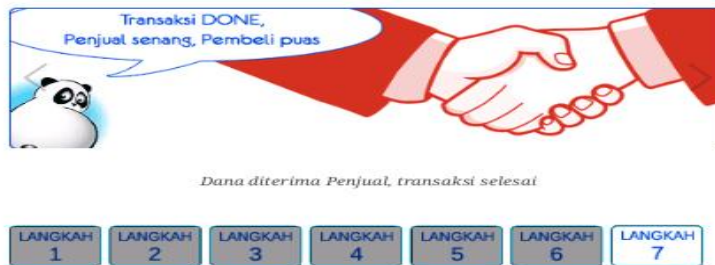 Transaksi DONE,
Penjual senang, Pembeli puas
Dana diterima Penjual, transaksi selesai
LANGKAH LANGKAH LANGKAH LANGKAH LANGKAH LANGKAH LANGKAH
1 2 3 4 5 6 7